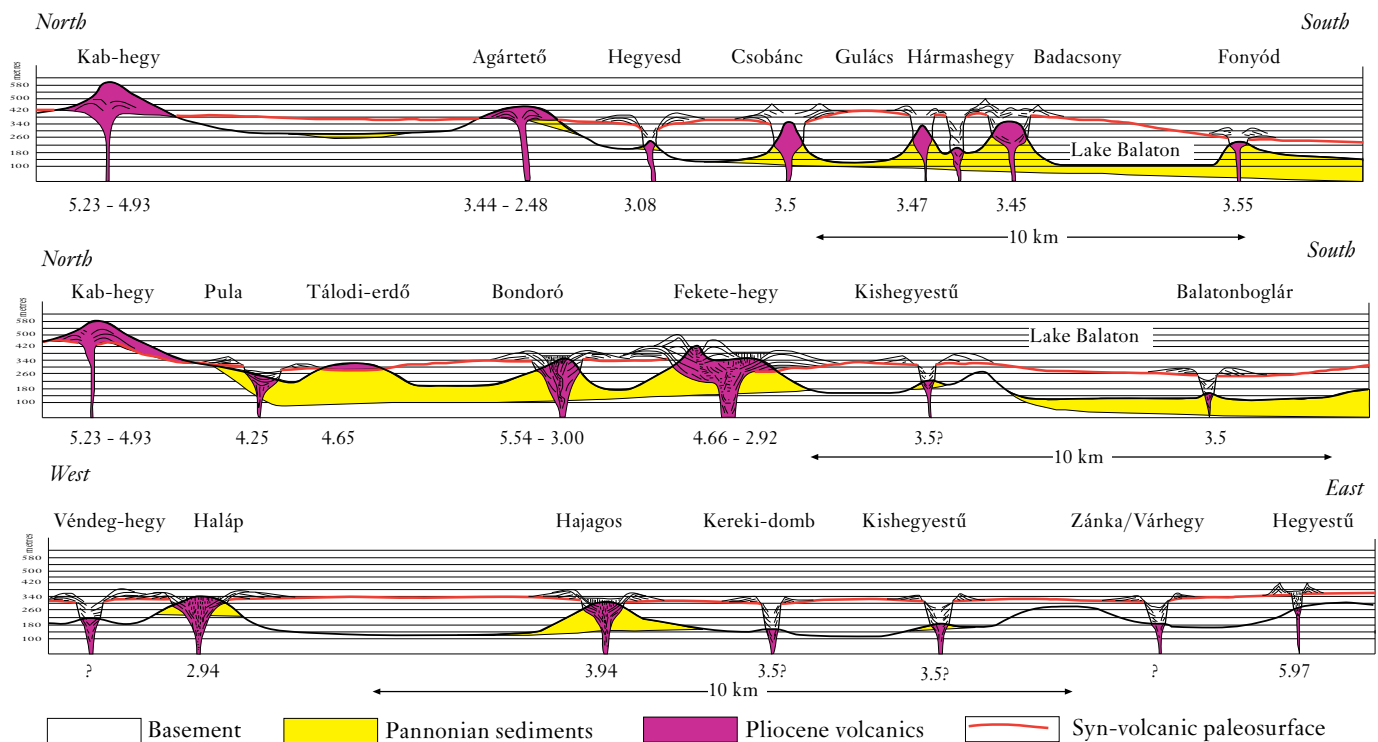 North South
Kab-hegy Agártető Hegyesd Csobánc Gulács Hármashegy Badacsony Fonyód
metres
580
500
420
340
260
180
100
Lake Balaton
5.23 - 4.93 3.44 - 2.48 3.08 3.5 3.47 3.45 3.55
10 km
North South
Kab-hegy Pula Tálodi-erdő Bondoró Fekete-hegy Kishegyestű Balatonboglár
metres
580
500
420
340
260
180
100
Lake Balaton
5.23 - 4.93 4.25 4.65 5.54 - 3.00 4.66 - 2.92 3.5? 3.5
10 km
West East
Véndeg-hegy Haláp Hajagos Kereki-domb Kishegyestű Zánka/Várhegy Hegyestű
metres
580
500
420
340
260
180
100
? 2.94 3.94 3.5? 3.5? ? 5.97
10 km
Basement Pannonian sediments Pliocene volcanics Syn-volcanic paleosurface